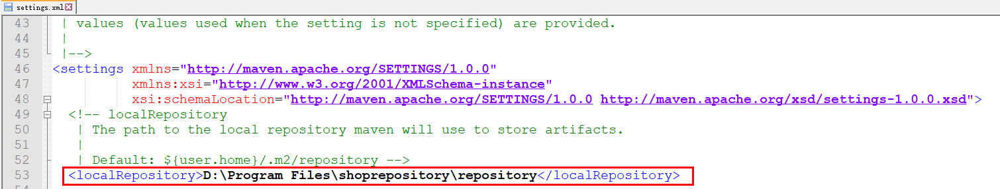 settings.xml
43 | values (values used when the setting is not specified) are provided.
44 |
45 |-->
46 <settings xmlns="http://maven.apache.org/SETTINGS/1.0.0"
47 xmlns:xsi="http://www.w3.org/2001/XMLSchema-instance"
48 xsi:schemaLocation="http://maven.apache.org/SETTINGS/1.0.0 http://maven.apache.org/xsd/settings-1.0.0.xsd">
49 <!-- localRepository
50 | The path to the local repository maven will use to store artifacts.
51 |
52 | Default: ${user.home}/.m2/repository -->
53 <localRepository>D:\Program Files\shoprepository\repository</localRepository>